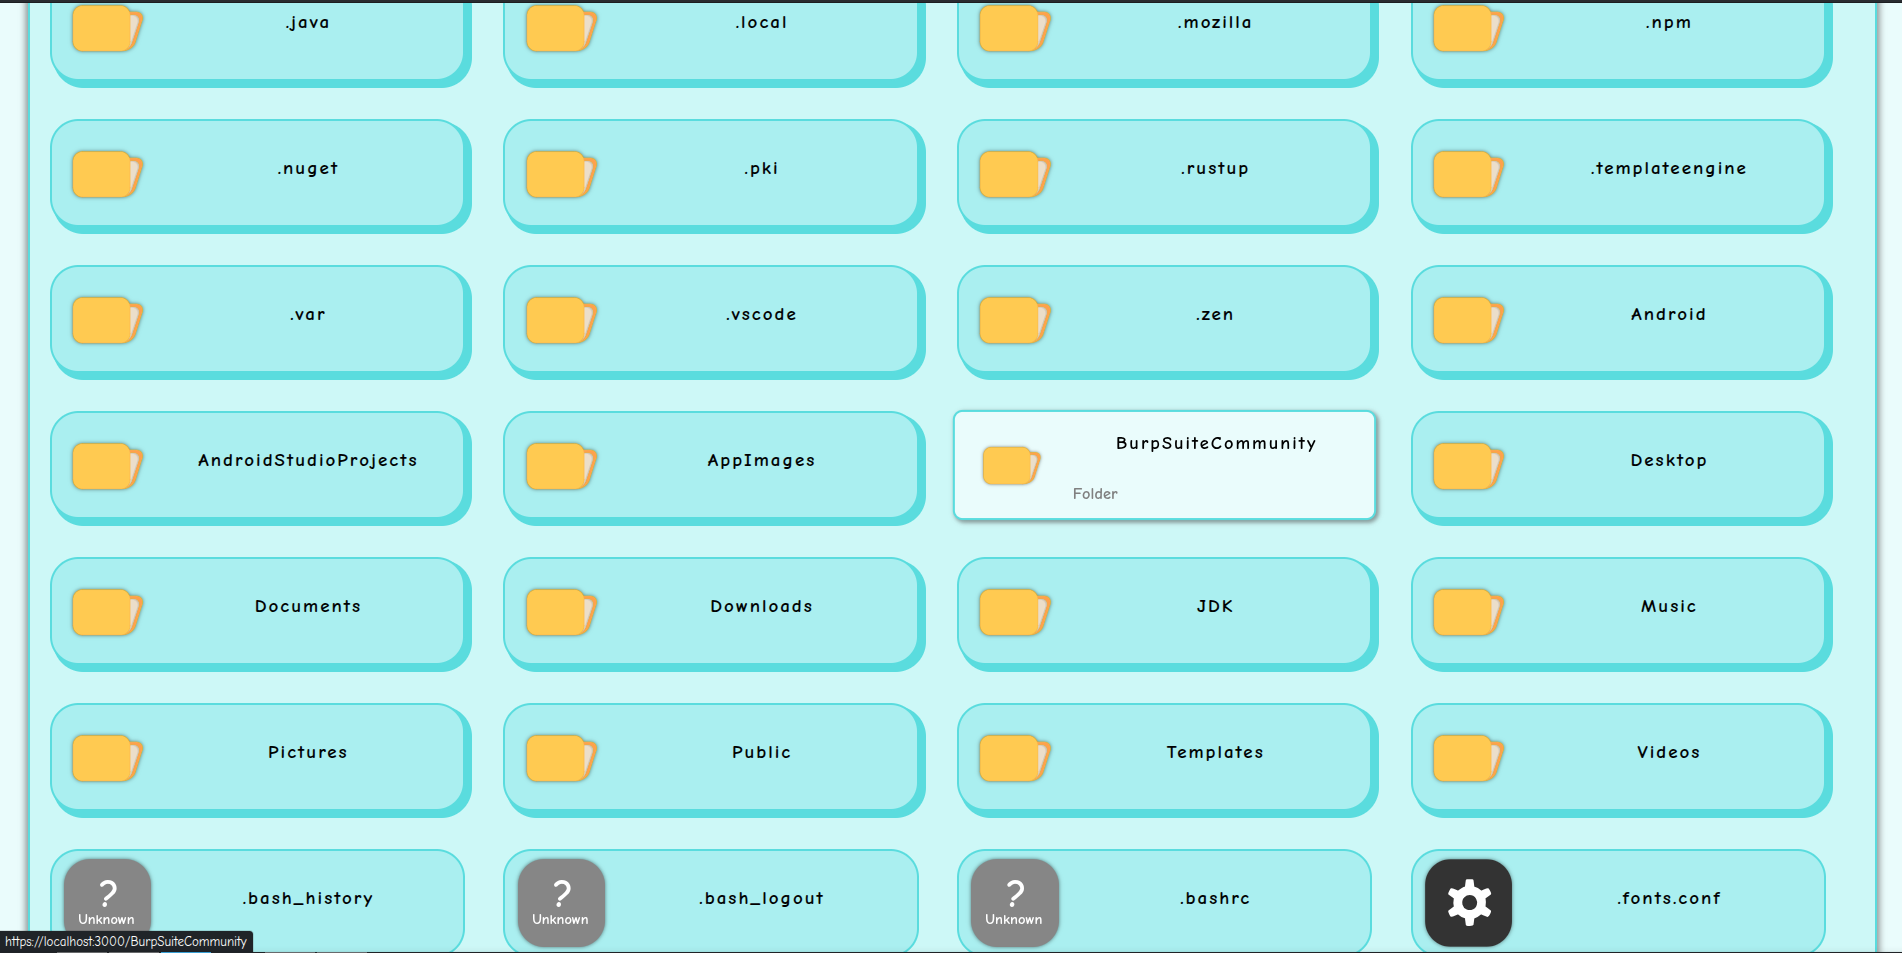 .java
.local
.mozilla
.npm
.nuget
.pki
.rustup
.templateengine
.var
.vscode
.zen
Android
AndroidStudioProjects
AppImages
BurpSuiteCommunity
Folder
Desktop
Documents
Downloads
JDK
Music
Pictures
Public
Templates
Videos
?
Unknown
.bash_history
?
Unknown
.bash_logout
?
Unknown
.bashrc
.fonts.conf
https://localhost:3000/BurpSuiteCommunity